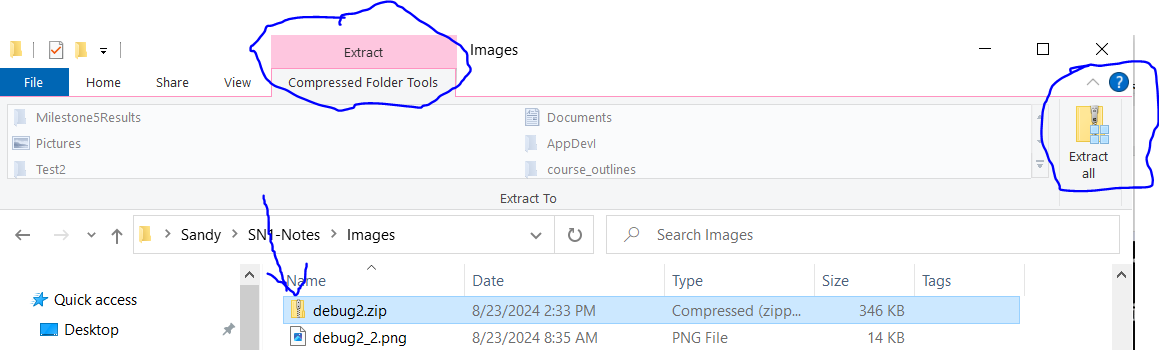 Extract
Images
File
Home
Share
View
Compressed Folder Tools
?
Milestone5Results
Documents
Pictures
AppDevI
Test2
course_outlines
Extract
all
Extract To
Sandy
SN1-Notes
Images
Search Images
Name
Date
Type
Size
Tags
Quick access
debug2.zip
8/23/2024 2:33 PM
Compressed (zipp...
346 KB
Desktop
debug2_2.png
8/23/2024 8:35 AM
PNG File
14 KB